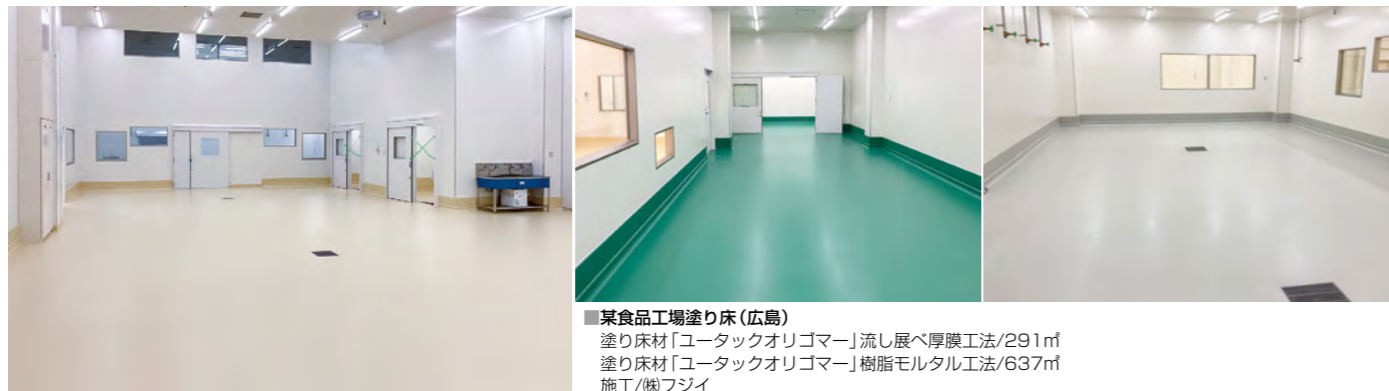 ■某食品工場塗り床（広島）
塗り床材「ユータックオリゴマー」流し展べ厚膜工法/291㎡
塗り床材「ユータックオリゴマー」樹脂モルタル工法/637㎡
施工/㈱フジイ